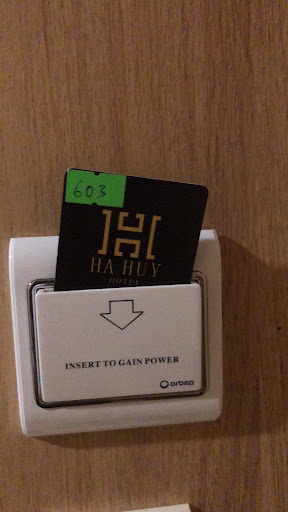 603
HA HUY
HOTEL
INSERT TO GAIN POWER
orbita